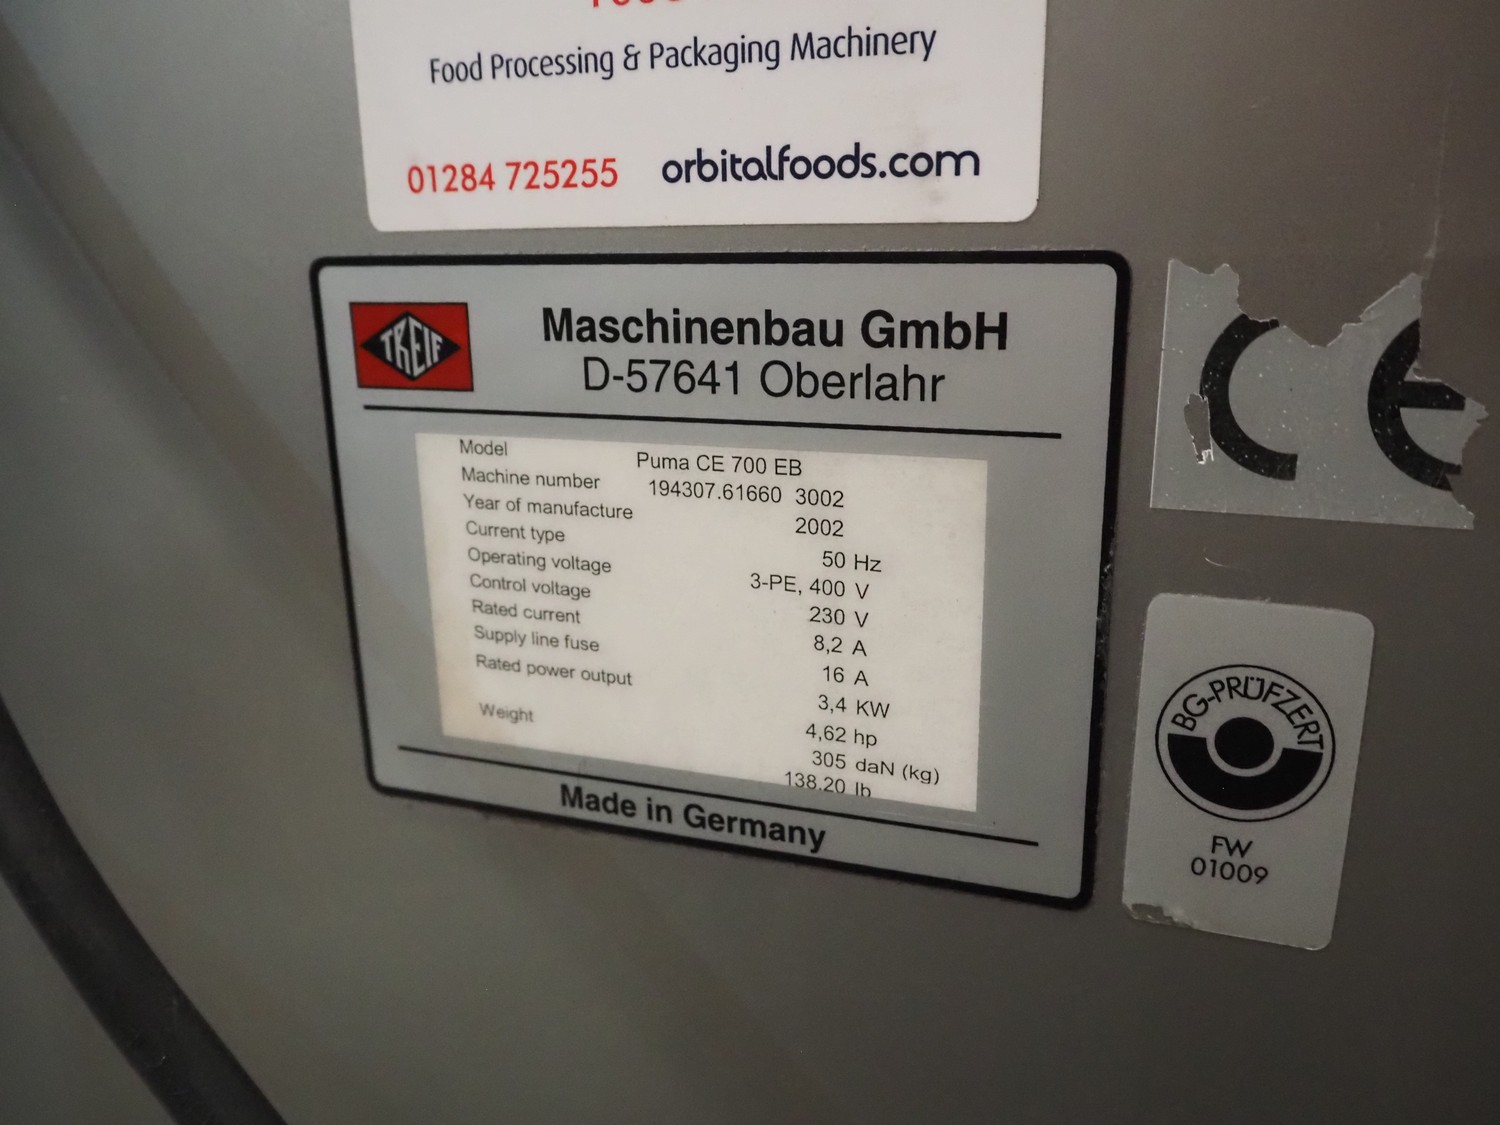 Food Processing & Packaging Machinery
01284 725255 orbitalfoods.com
TREIF
Maschinenbau GmbH
D-57641 Oberlahr
Model Puma CE 700 EB
Machine number 194307.61660 3002
Year of manufacture 2002
Current type 50 Hz
Operating voltage 3-PE, 400 V
Control voltage 230 V
Rated current 8,2 A
Supply line fuse 16 A
Rated power output 3,4 KW
4,62 hp
Weight 305 daN (kg)
138.20 lb
Made in Germany
CE
BG-PRÜFZERT
FW
01009